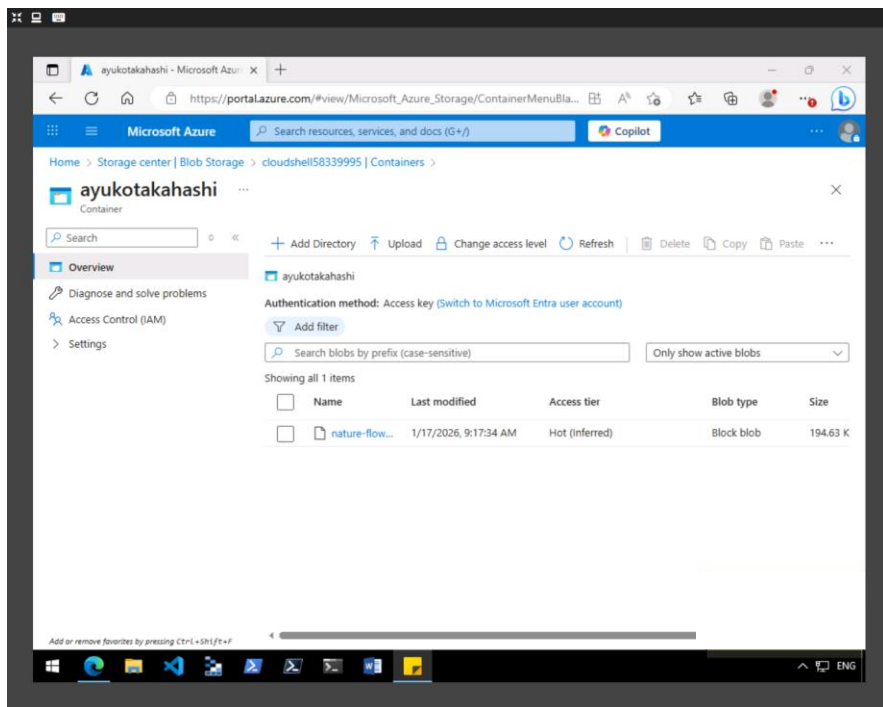 ayukotakahashi - Microsoft Azur
https://portal.azure.com/#view/Microsoft_Azure_Storage/ContainerMenuBla...
Microsoft Azure
Search resources, services, and docs (G+/)
Copilot
Home > Storage center | Blob Storage > cloudshell58339995 | Containers >
ayukotakahashi ...
Container
Search
Overview
Diagnose and solve problems
Access Control (IAM)
Settings
Add Directory Upload Change access level Refresh Delete Copy Paste ...
ayukotakahashi
Authentication method: Access key (Switch to Microsoft Entra user account)
Add filter
Search blobs by prefix (case-sensitive)
Only show active blobs
Showing all 1 items
Name Last modified Access tier Blob type Size
nature-flow... 1/17/2026, 9:17:34 AM Hot (Inferred) Block blob 194.63 K
Add or remove favorites by pressing Ctrl+Shift+F
ENG